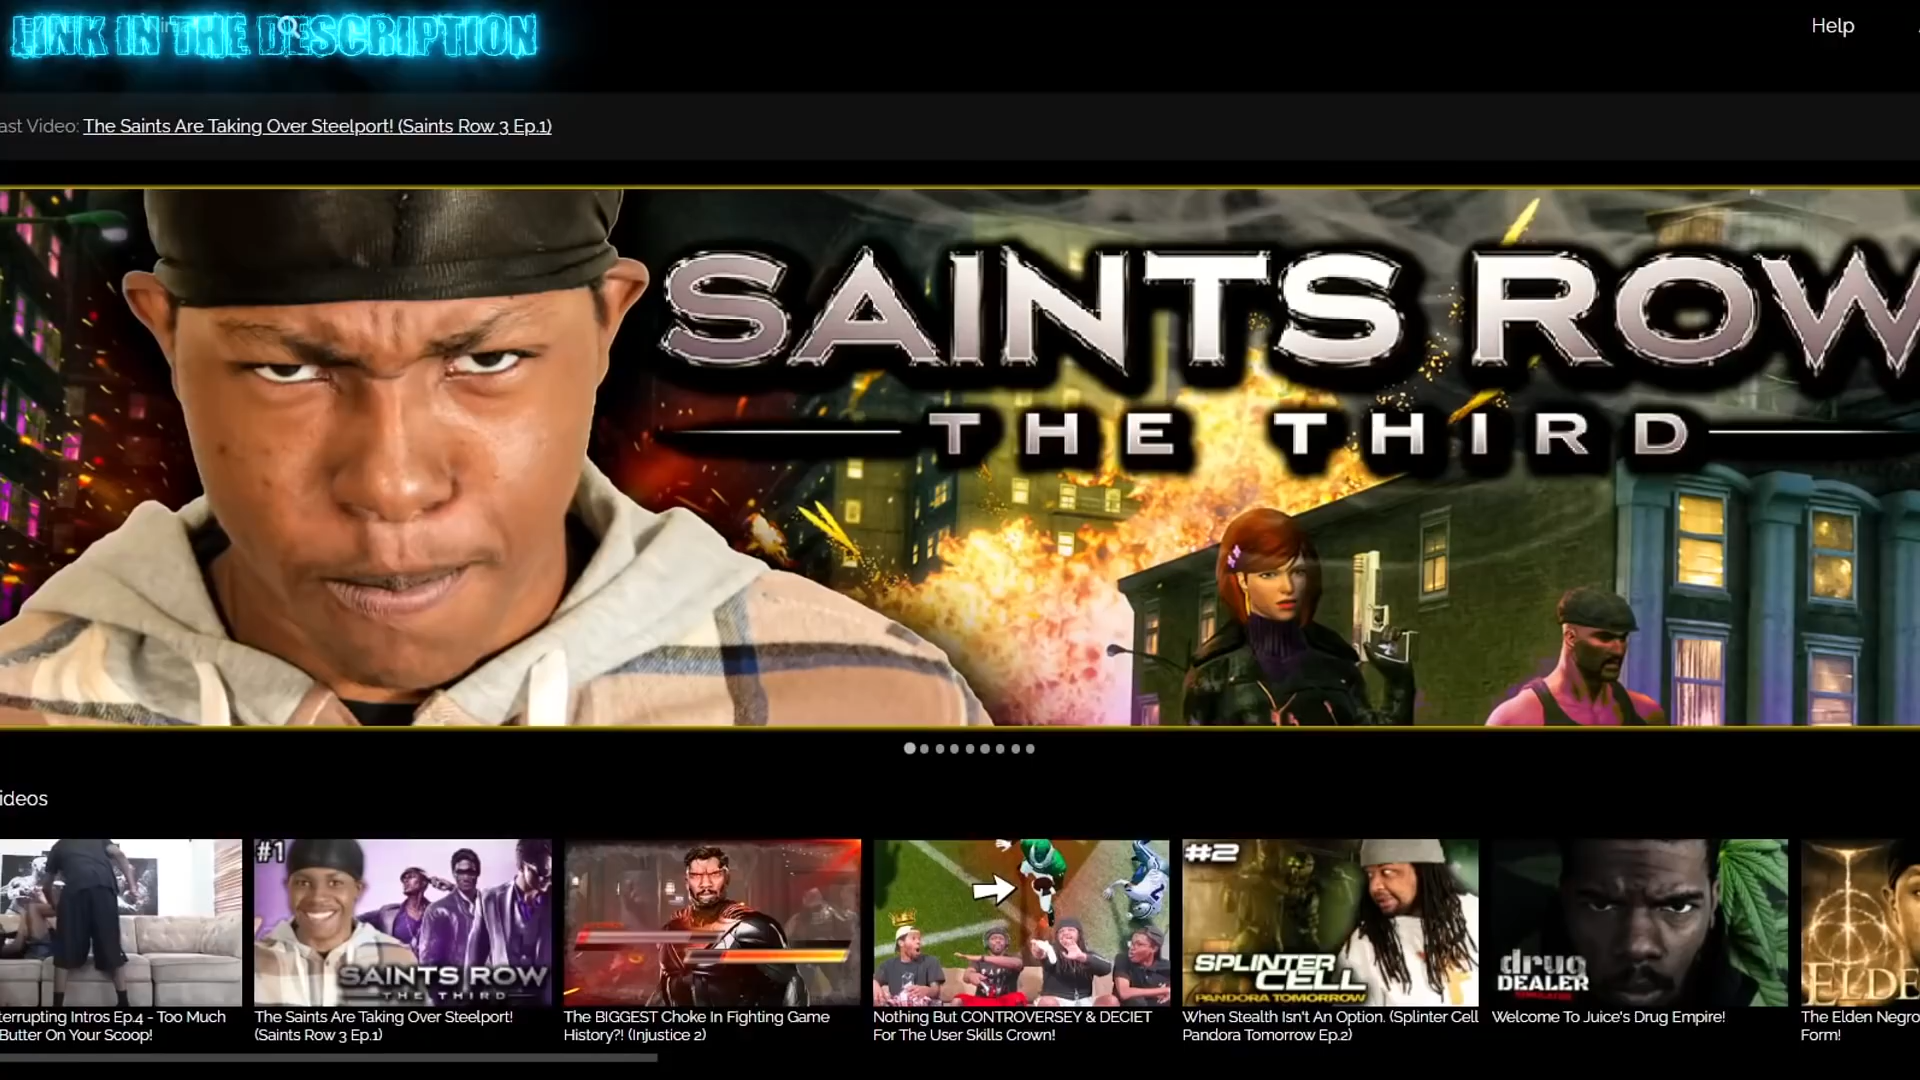 LINK IN THE DESCRIPTION
Help
ast Video: The Saints Are Taking Over Steelport! (Saints Row 3 Ep.1)
SAINTS ROW
THE THIRD
ideos
#1
SAINTS ROW
THE THIRD
#2
SPLINTER
CELL
PANDORA TOMORROW
drug
DEALER
SIMULATOR
ELDE
terrupting Intros Ep.4 - Too Much
Butter On Your Scoop!
The Saints Are Taking Over Steelport!
(Saints Row 3 Ep.1)
The BIGGEST Choke In Fighting Game
History?! (Injustice 2)
Nothing But CONTROVERSY & DECIET
For The User Skills Crown!
When Stealth Isn't An Option. (Splinter Cell
Pandora Tomorrow Ep.2)
Welcome To Juice's Drug Empire!
The Elden Negro
Form!